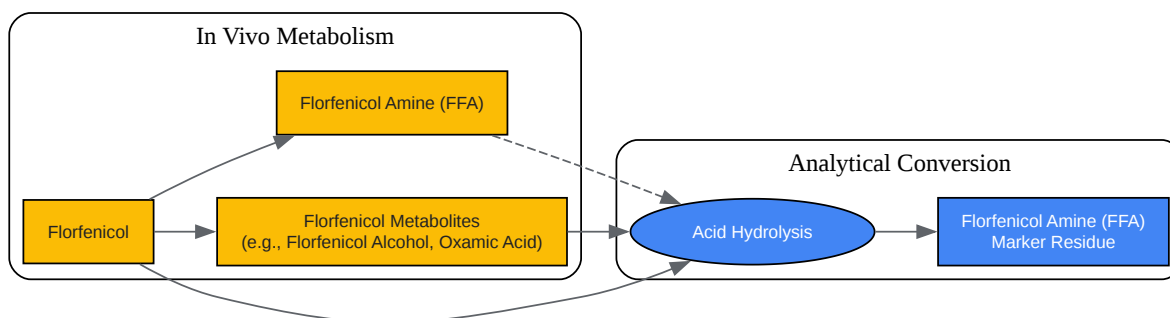 In Vivo Metabolism
Florfenicol Amine (FFA)
Florfenicol
Florfenicol Metabolites
(e.g., Florfenicol Alcohol, Oxamic Acid)
Analytical Conversion
Acid Hydrolysis
Florfenicol Amine (FFA)
Marker Residue